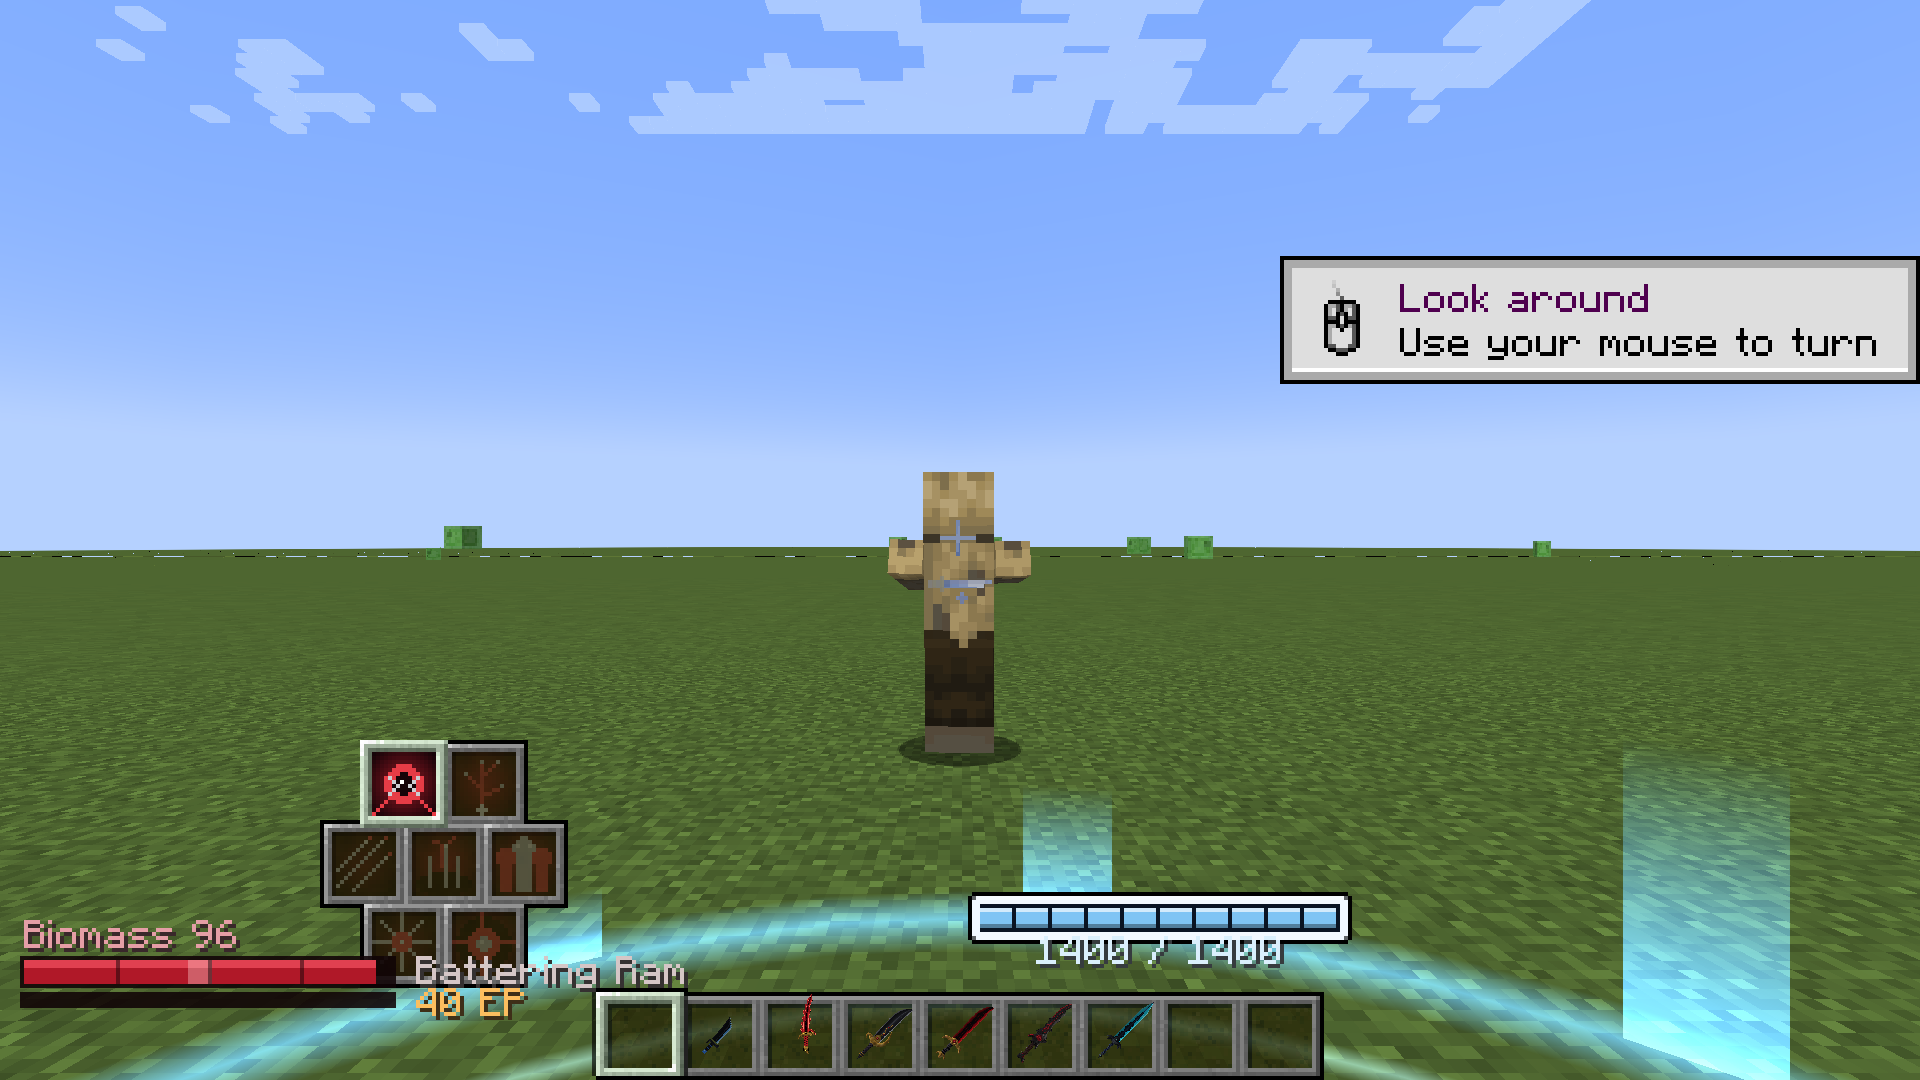 Look around
Use your mouse to turn
Biomass 96
1400 / 1400
Battering Ram
40 EP